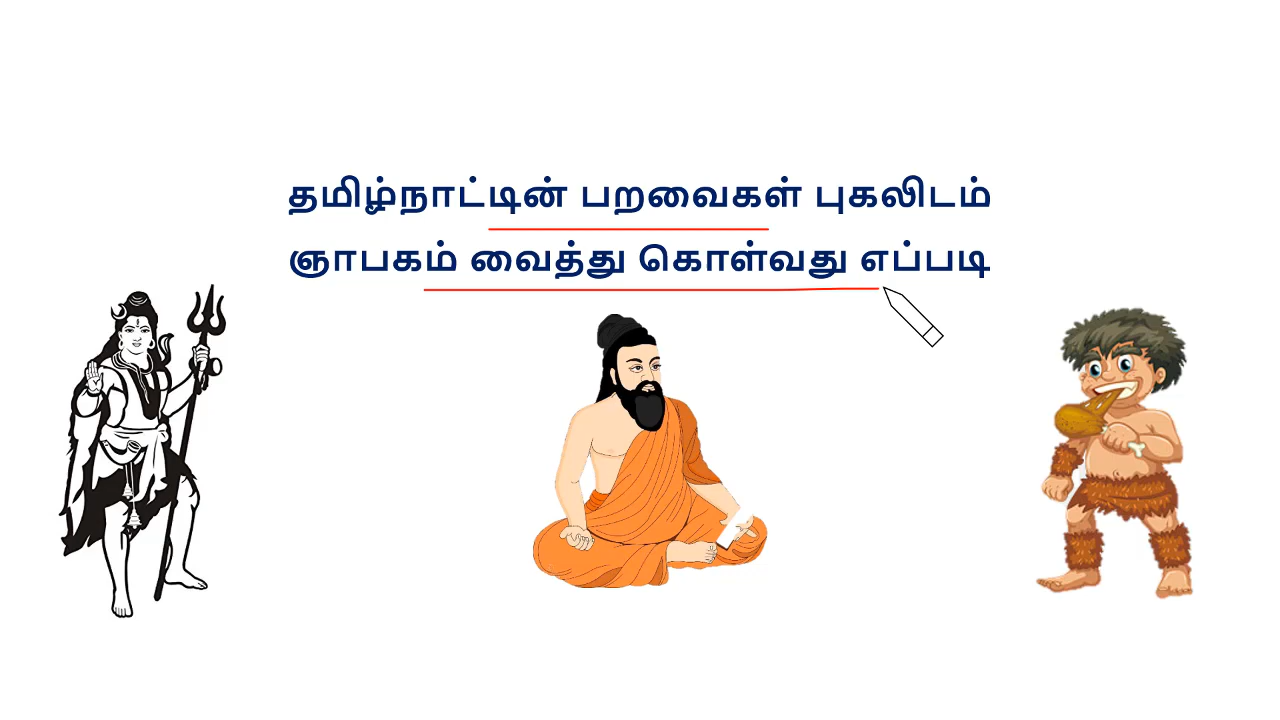 தமிழ்நாட்டின் பறவைகள் புகலிடம்
ஞாபகம் வைத்து கொள்வது எப்படி